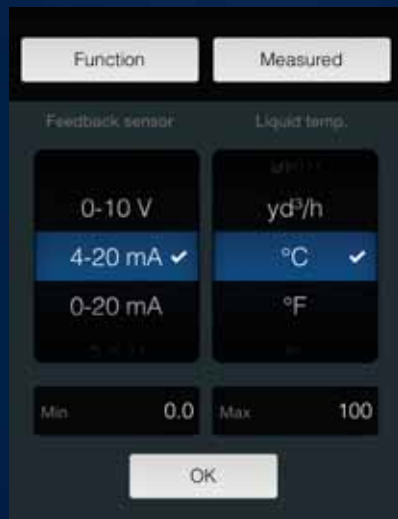 Function
Measured
Feedback sensor
Liquid temp.
0-10 V
4-20 mA
0-20 mA
yd³/h
°C
°F
Min 0.0
Max 100
OK